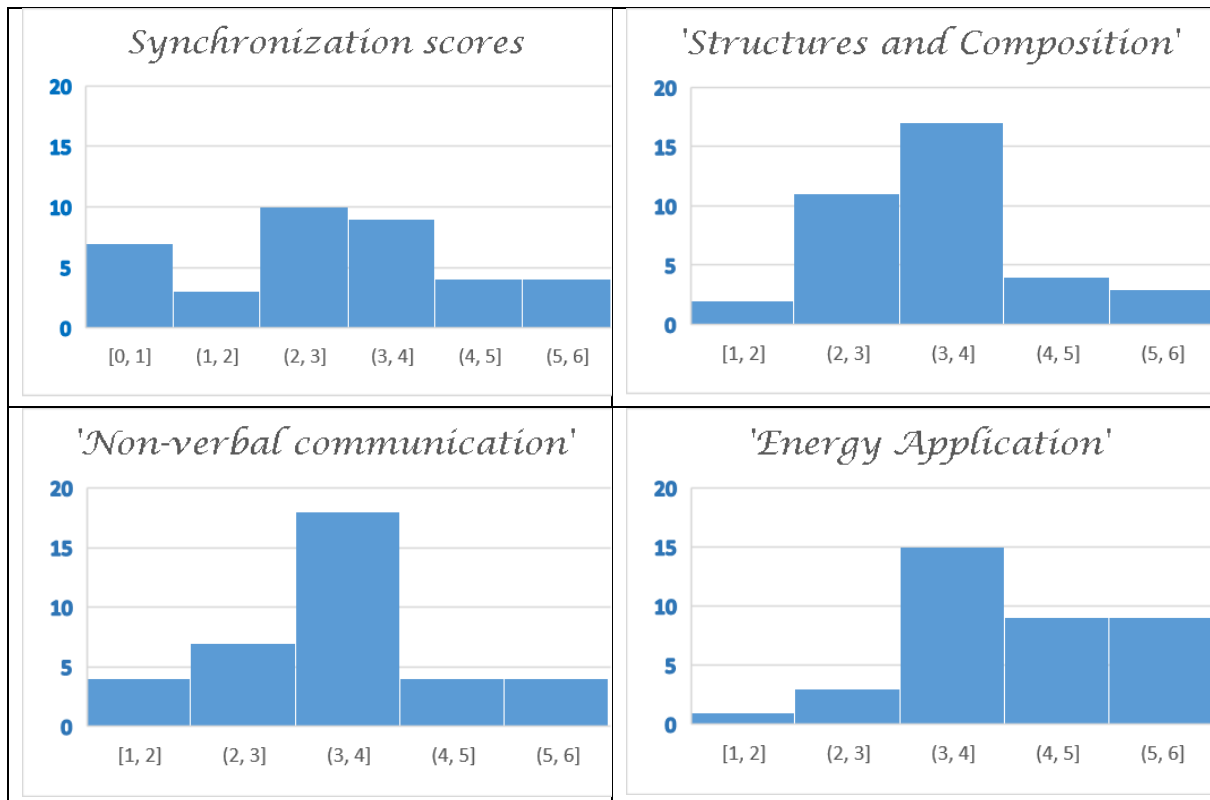 Synchronization scores
20
15
10
5
0
[0, 1] (1, 2] (2, 3] (3, 4] (4, 5] (5, 6]
'Structures and Composition'
20
15
10
5
0
[1, 2] (2, 3] (3, 4] (4, 5] (5, 6]
'Non-verbal communication'
20
15
10
5
0
[1, 2] (2, 3] (3, 4] (4, 5] (5, 6]
'Energy Application'
20
15
10
5
0
[1, 2] (2, 3] (3, 4] (4, 5] (5, 6]